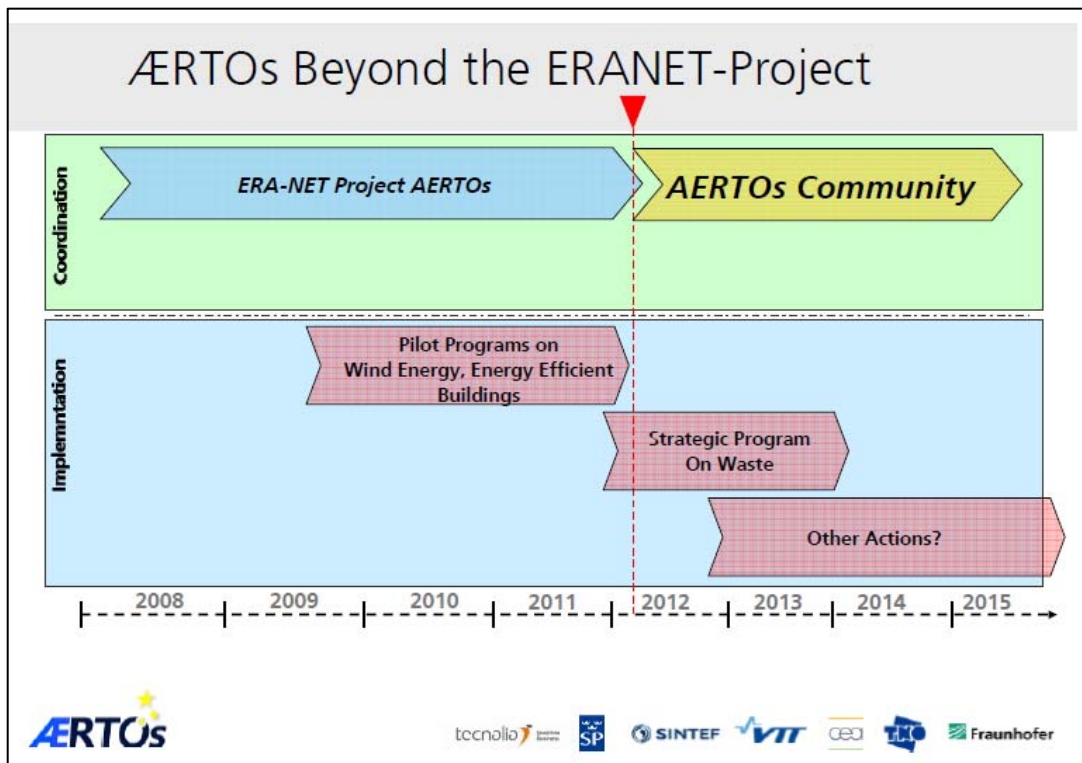 ÆRTOs Beyond the ERANET-Project
Coordination
ERA-NET Project AERTOs
AERTOs Community
Implemntation
Pilot Programs on
Wind Energy, Energy Efficient
Buildings
Strategic Program
On Waste
Other Actions?
2008 2009 2010 2011 2012 2013 2014 2015
ÆRTOs
tecnalia SP SINTEF VTT cea TNO Fraunhofer